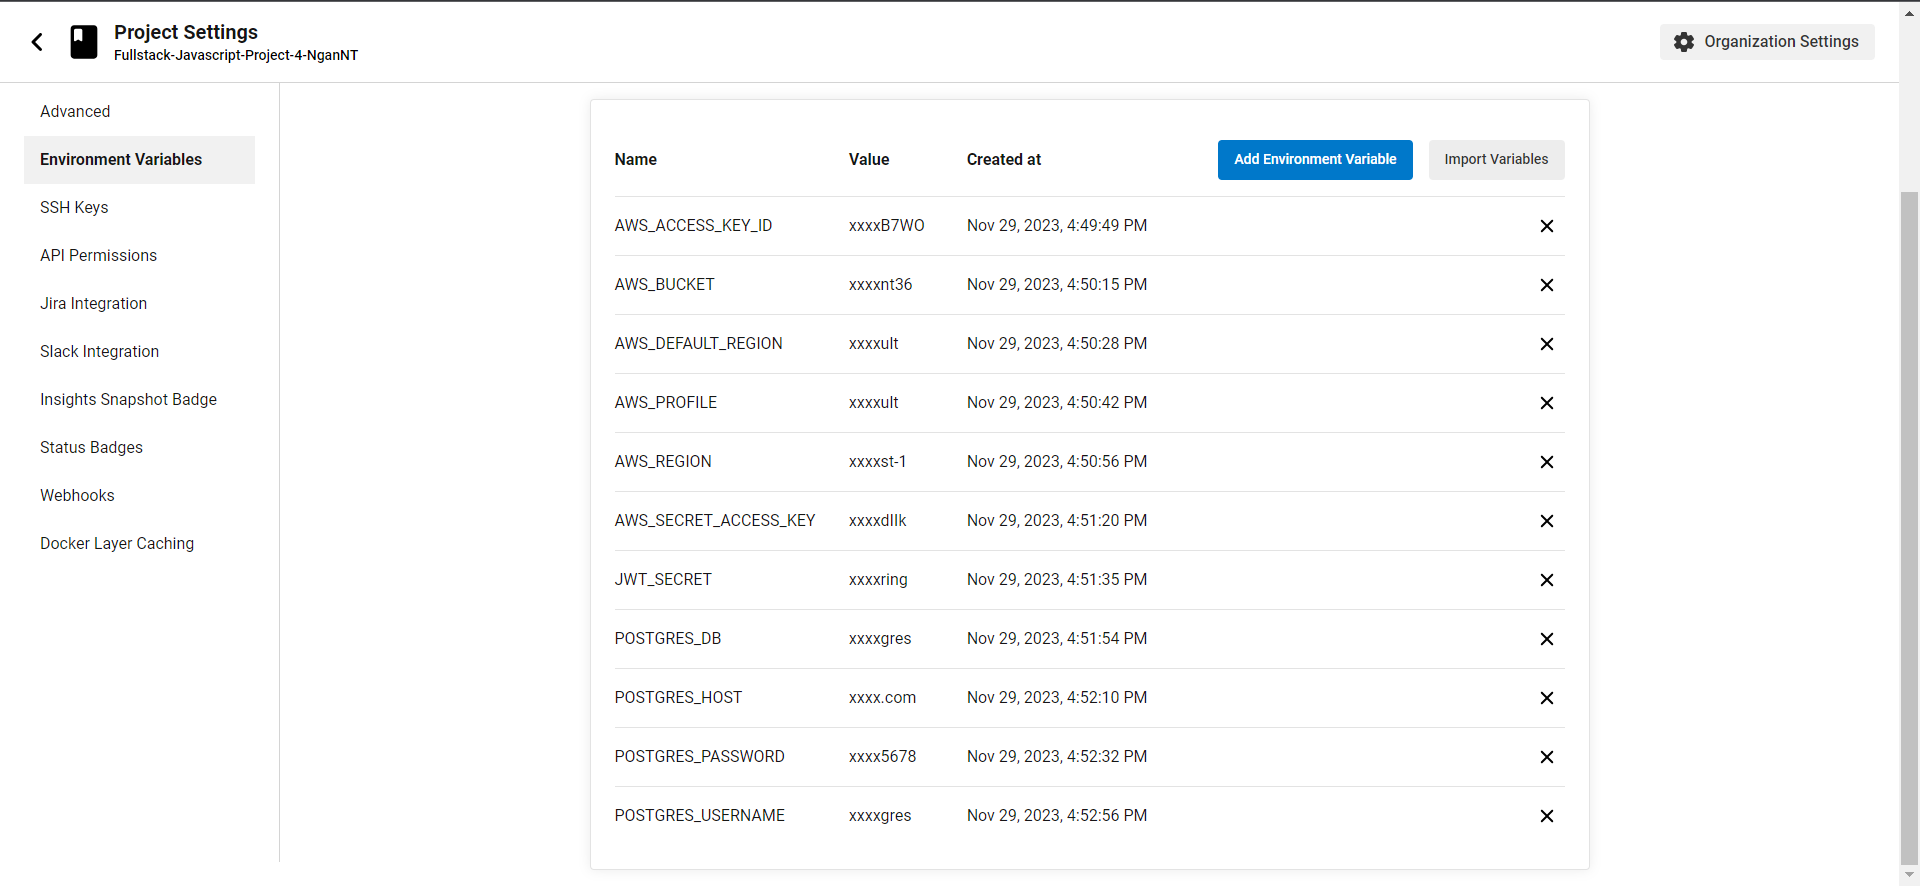 Project Settings
Fullstack-Javascript-Project-4-NganNT
Organization Settings
Advanced
Environment Variables
SSH Keys
API Permissions
Jira Integration
Slack Integration
Insights Snapshot Badge
Status Badges
Webhooks
Docker Layer Caching
Name Value Created at Add Environment Variable Import Variables
AWS_ACCESS_KEY_ID xxxxB7WO Nov 29, 2023, 4:49:49 PM
AWS_BUCKET xxxxnt36 Nov 29, 2023, 4:50:15 PM
AWS_DEFAULT_REGION xxxxult Nov 29, 2023, 4:50:28 PM
AWS_PROFILE xxxxult Nov 29, 2023, 4:50:42 PM
AWS_REGION xxxxst-1 Nov 29, 2023, 4:50:56 PM
AWS_SECRET_ACCESS_KEY Nov 29, 2023, 4:51:20 PM
JWT_SECRET xxxxring Nov 29, 2023, 4:51:35 PM
POSTGRES_DB xxxxgres Nov 29, 2023, 4:51:54 PM
POSTGRES_HOST xxxx.com Nov 29, 2023, 4:52:10 PM
POSTGRES_PASSWORD xxxx5678 Nov 29, 2023, 4:52:32 PM
POSTGRES_USERNAME xxxxgres Nov 29, 2023, 4:52:56 PM